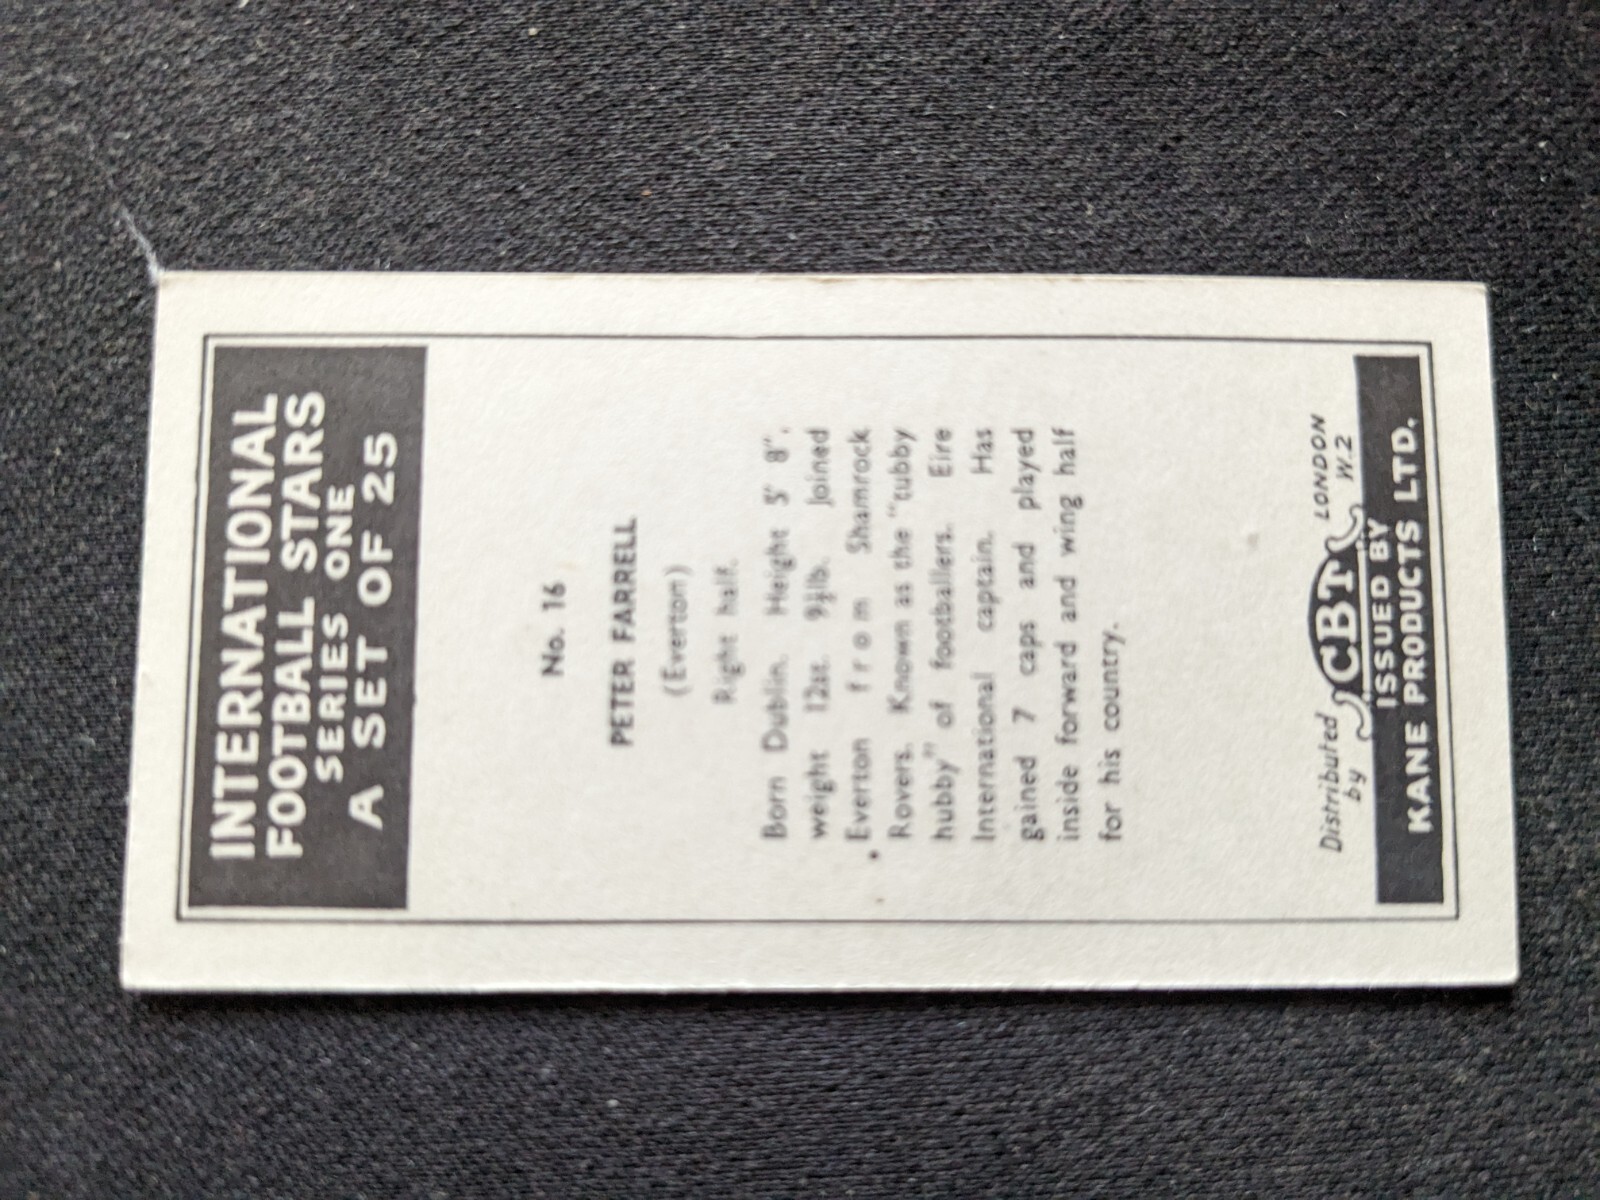 INTERNATIONAL
FOOTBALL STARS
SERIES ONE
A SET OF 25
No. 16
PETER FARRELL
(Everton)
Right half.
Born Dublin. Height 5' 8",
weight 12st. 9½lb. Joined
Everton from Shamrock
Rovers. Known as the "tubby
hubby" of footballers. Eire
International captain. Has
gained 7 caps and played
inside forward and wing half
for his country.
Distributed by CBT LONDON W.2
ISSUED BY
KANE PRODUCTS LTD.